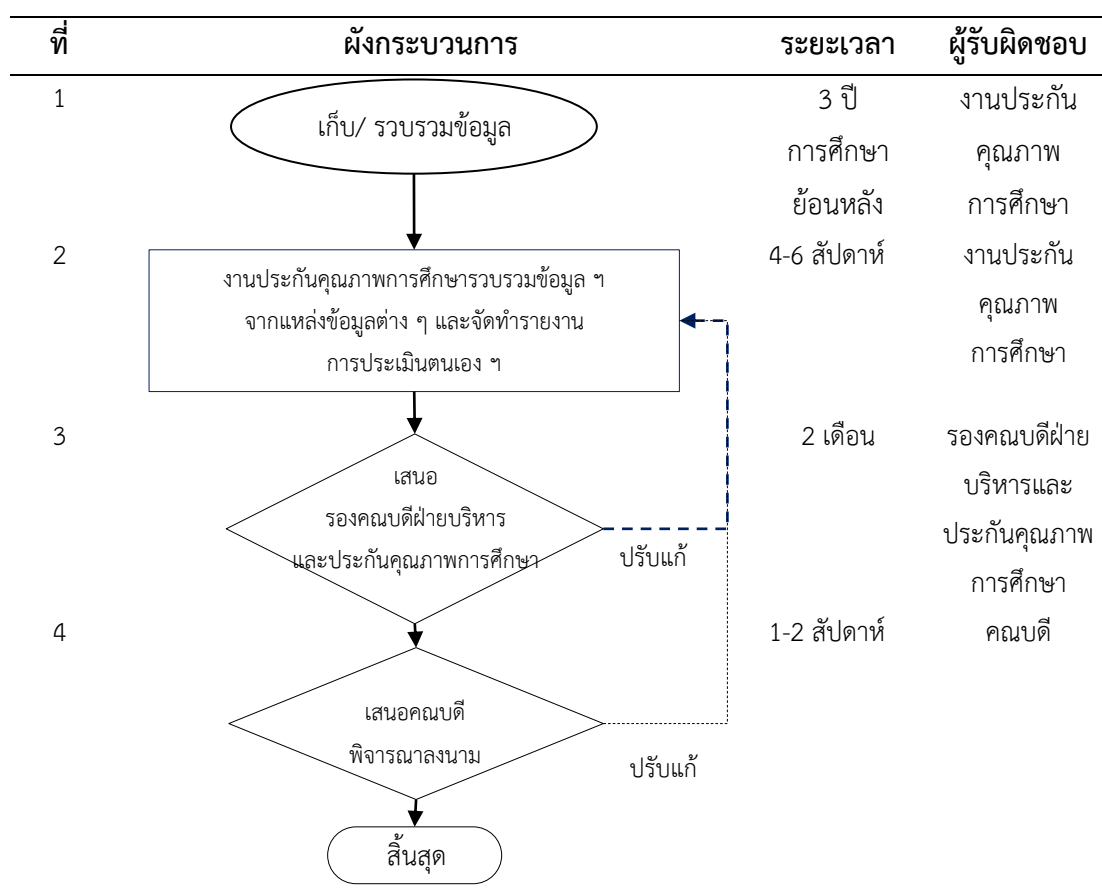 ที่ ผังกระบวนการ ระยะเวลา ผู้รับผิดชอบ
1 เก็บ/ รวบรวมข้อมูล 3 ปี งานประกัน
การศึกษา คุณภาพ
ย้อนหลัง การศึกษา
2 4-6 สัปดาห์ งานประกัน
งานประกันคุณภาพการศึกษารวบรวมข้อมูล ฯ
จากแหล่งข้อมูลต่าง ๆ และจัดทำรายงาน คุณภาพ
การประเมินตนเอง ฯ การศึกษา
3 2 เดือน รองคณบดีฝ่าย
เสนอ บริหารและ
รองคณบดีฝ่ายบริหาร ประกันคุณภาพ
และประกันคุณภาพการศึกษา ปรับแก้ การศึกษา
4 1-2 สัปดาห์ คณบดี
เสนอคณบดี
พิจารณาลงนาม ปรับแก้
สิ้นสุด